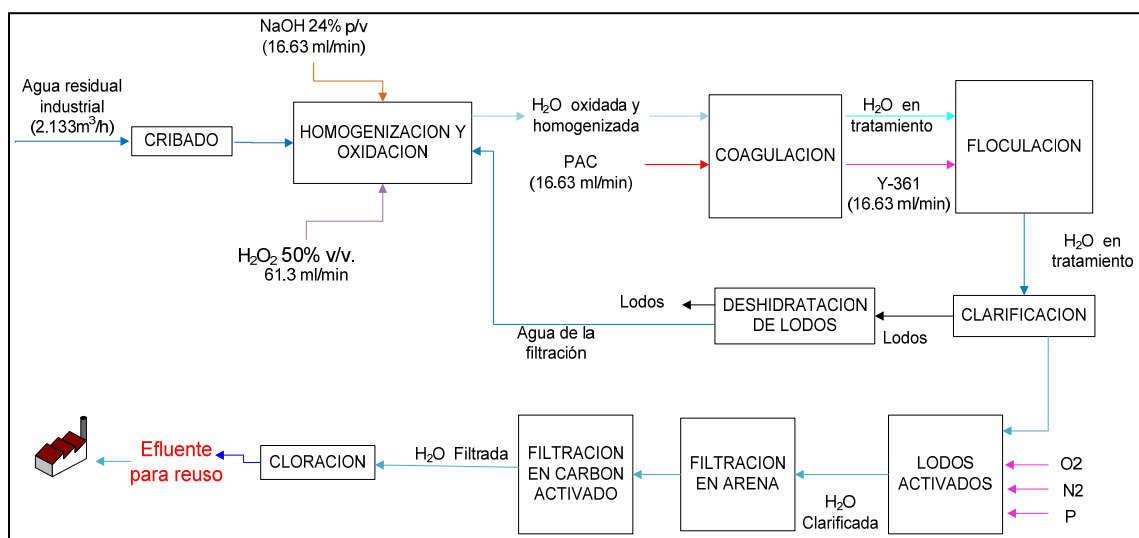 NaOH 24% p/v
(16.63 ml/min)
Agua residual
industrial
(2.133m³/h)
CRIBADO
HOMOGENIZACION Y
OXIDACION
H₂O oxidada y
homogenizada
PAC
(16.63 ml/min)
COAGULACION
H₂O en
tratamiento
Y-361
(16.63 ml/min)
FLOCULACION
H₂O₂ 50% v/v.
61.3 ml/min
H₂O en
tratamiento
Lodos
DESHIDRATACION
DE LODOS
Lodos
CLARIFICACION
Agua de la
filtración
Efluente
para reuso
CLORACION
H₂O Filtrada
FILTRACION
EN CARBON
ACTIVADO
FILTRACION
EN ARENA
H₂O
Clarificada
LODOS
ACTIVADOS
O2
N2
P